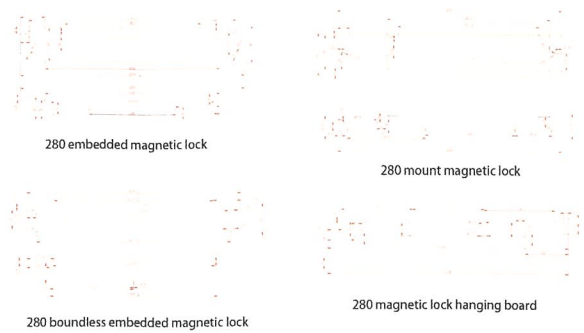 280 embedded magnetic lock
280 mount magnetic lock
280 boundless embedded magnetic lock
280 magnetic lock hanging board